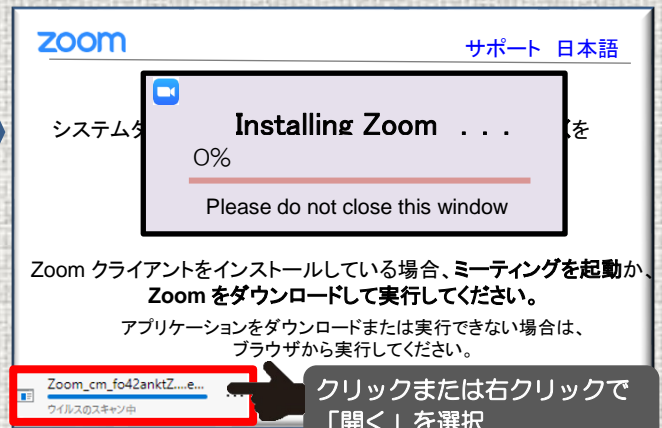 zoom
サポート 日本語
システムタ
を
Installing Zoom . . .
0%
Please do not close this window
Zoom クライアントをインストールしている場合、ミーティングを起動か、
Zoom をダウンロードして実行してください。
アプリケーションをダウンロードまたは実行できない場合は、
ブラウザから実行してください。
Zoom_cm_fo42anktZ....e...
ウイルスのスキャン中
クリックまたは右クリックで
「開く」を選択